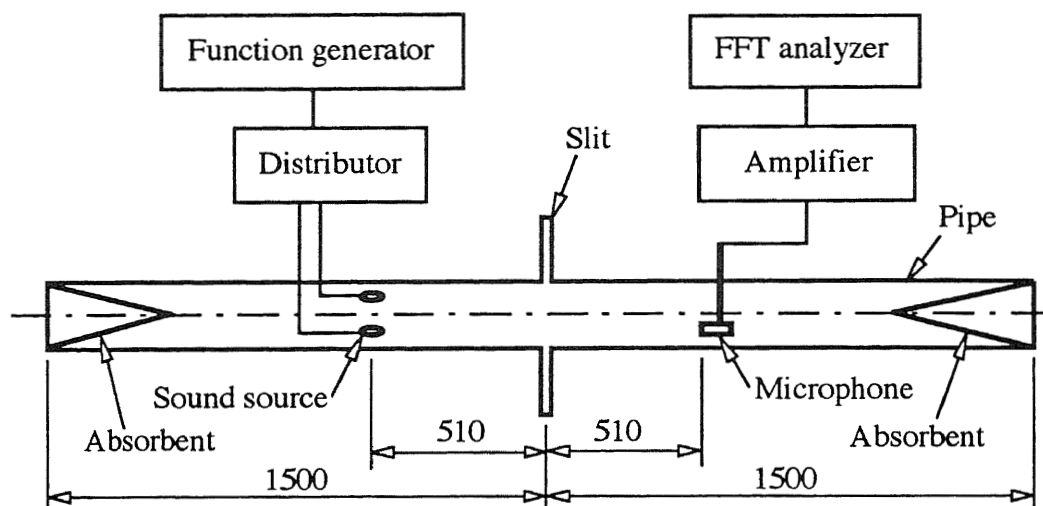 Function generator
FFT analyzer
Slit
Distributor
Amplifier
Pipe
Sound source
Microphone
Absorbent
Absorbent
510
510
1500
1500